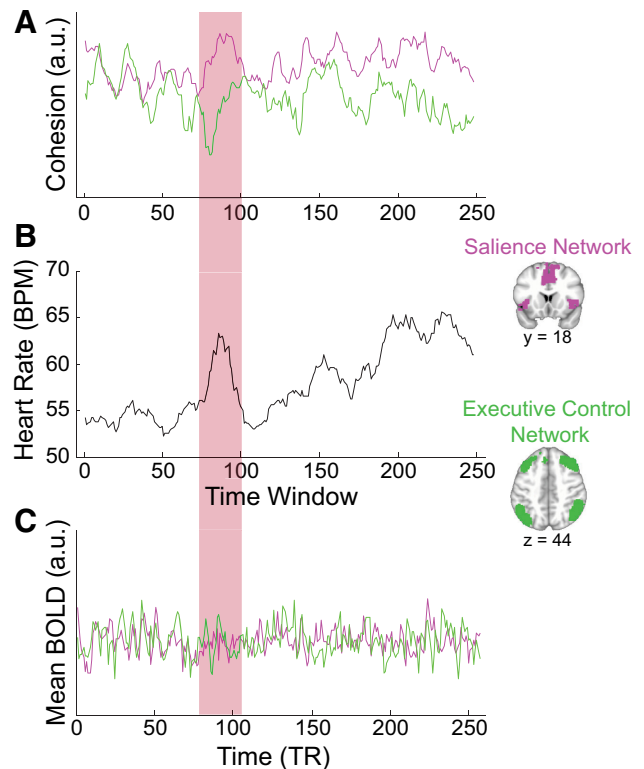 A
Cohesion (a.u.)
0 50 100 150 200 250
B
Heart Rate (BPM)
70
65
60
55
50
0 50 100 150 200 250
Time Window
Salience Network
y = 18
Executive Control
Network
z = 44
C
Mean BOLD (a.u.)
0 50 100 150 200 250
Time (TR)